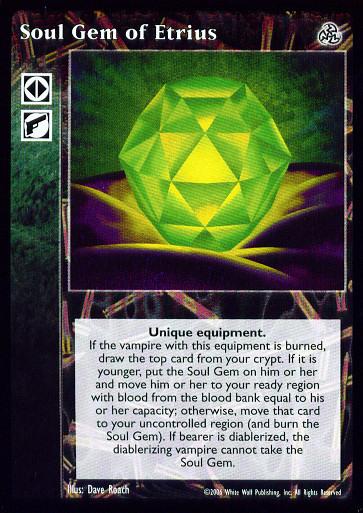 Soul Gem of Etrius
Unique equipment.
If the vampire with this equipment is burned,
draw the top card from your crypt. If it is
younger, put the Soul Gem on him or her
and move him or her to your ready region
with blood from the blood bank equal to his
or her capacity; otherwise, move that card
to your uncontrolled region (and burn the
Soul Gem). If bearer is diablerized, the
diablerizing vampire cannot take the
Soul Gem.
Illus: Dave Roach
©2006 White Wolf Publishing, Inc. All Rights Reserved